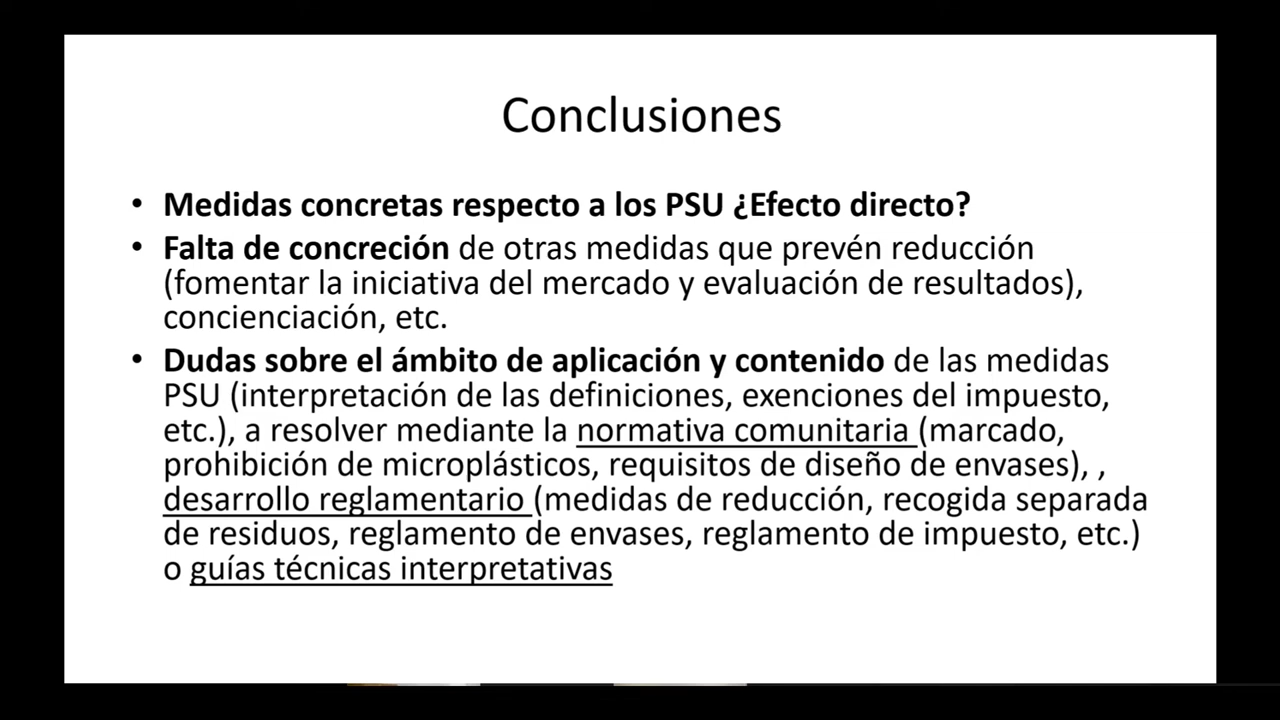 Conclusiones
• Medidas concretas respecto a los PSU ¿Efecto directo?
• Falta de concreción de otras medidas que prevén reducción
(fomentar la iniciativa del mercado y evaluación de resultados),
concienciación, etc.
• Dudas sobre el ámbito de aplicación y contenido de las medidas
PSU (interpretación de las definiciones, exenciones del impuesto,
etc.), a resolver mediante la normativa comunitaria (marcado,
prohibición de microplásticos, requisitos de diseño de envases), ,
desarrollo reglamentario (medidas de reducción, recogida separada
de residuos, reglamento de envases, reglamento de impuesto, etc.)
o guías técnicas interpretativas